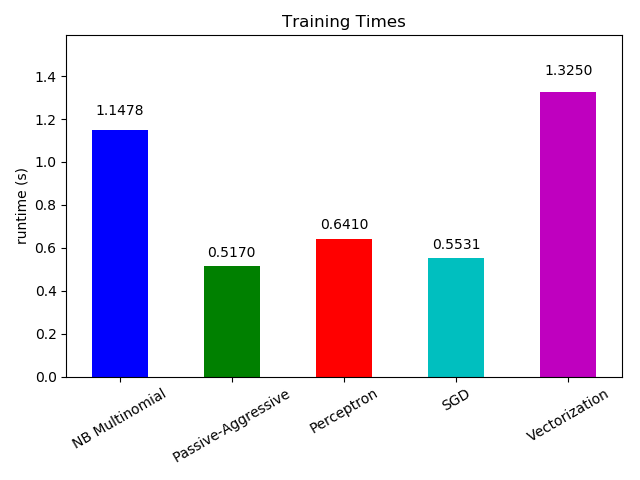 Training Times
runtime (s)
1.4
1.2
1.0
0.8
0.6
0.4
0.2
0.0
1.1478
0.5170
0.6410
0.5531
1.3250
NB Multinomial
Passive-Aggressive
Perceptron
SGD
Vectorization